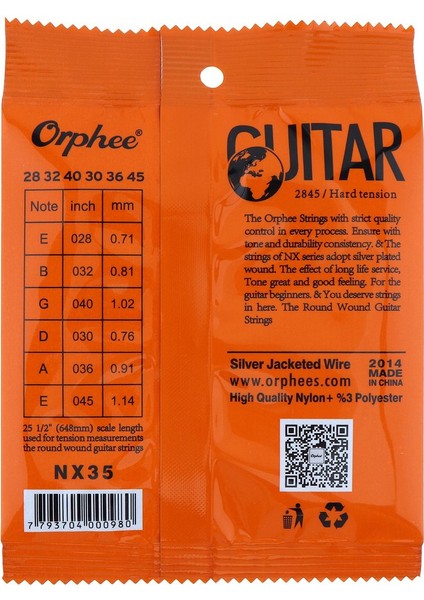 Orphee®
28 32 40 30 36 45
Note inch mm
E 028 0.71
B 032 0.81
G 040 1.02
D 030 0.76
A 036 0.91
E 045 1.14
25 1/2" (648mm) scale length
used for tension measurements
the round wound guitar strings
NX35
7 793704 000980
GUITAR
2845 / Hard tension
The Orphee Strings with strict quality
control in every process. Ensure with
tone and durability consistency. & The
strings of NX series adopt silver plated
wound. The effect of long life service,
Tone great and good feeling. For the
guitar beginners. & You deserve strings
in here. The Round Wound Guitar
Strings
Silver Jacketed Wire
www.orphees.com
2014
MADE
IN CHINA
High Quality Nylon+ %3 Polyester
Orphee